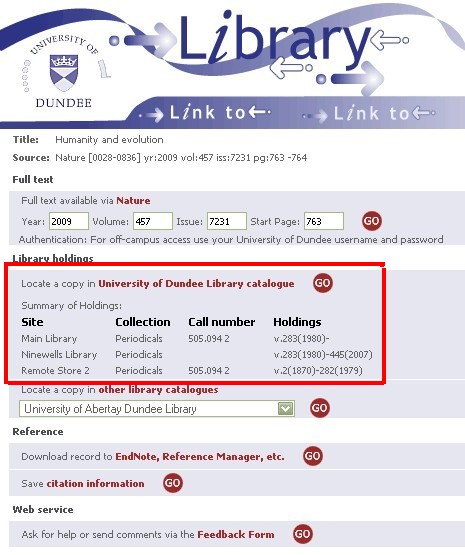 UNIVERSITY OF
DUNDEE
Library
Link to
Link to
Title: Humanity and evolution
Source: Nature [0028-0836] yr:2009 vol:457 iss:7231 pg:763 -764
Full text
Full text available via Nature
Year: 2009 Volume: 457 Issue: 7231 Start Page: 763 GO
Authentication: For off-campus access use your University of Dundee username and password
Library holdings
Locate a copy in University of Dundee Library catalogue GO
Summary of Holdings:
Site Collection Call number Holdings
Main Library Periodicals 505.094 2 v.283(1980)-
Ninewells Library Periodicals v.283(1980)-445(2007)
Remote Store 2 Periodicals 505.094 2 v.2(1870)-282(1979)
Locate a copy in other library catalogues
University of Abertay Dundee Library GO
Reference
Download record to EndNote, Reference Manager, etc. GO
Save citation information GO
Web service
Ask for help or send comments via the Feedback Form GO